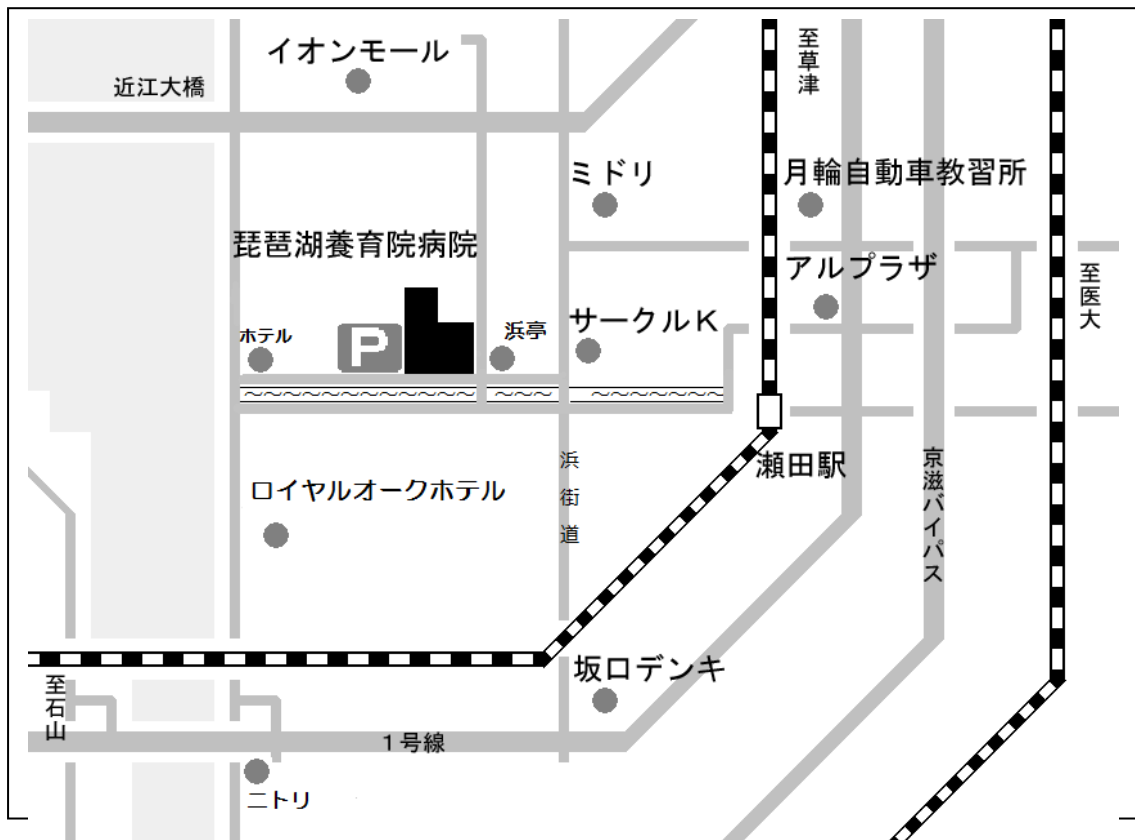 イオンモール
近江大橋
至草津
ミドリ
月輪自動車教習所
琵琶湖養育院病院
アルプラザ
至医大
サークルK
浜亭
ホテル
P
〜〜〜〜〜〜〜〜〜〜〜〜 〜〜〜 〜〜〜〜〜〜〜
瀬田駅
浜街道
京滋バイパス
ロイヤルオークホテル
坂口デンキ
至石山
1号線
ニトリ